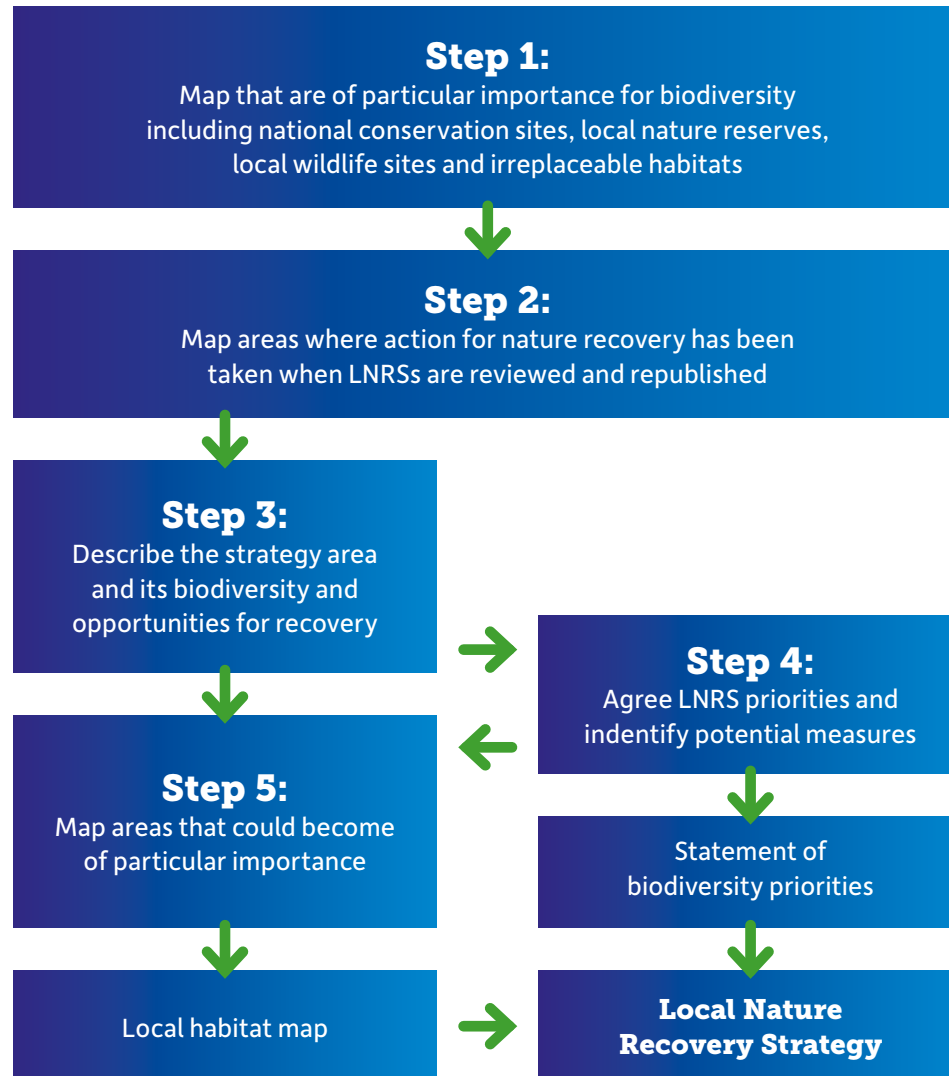 Step 1:
Map that are of particular importance for biodiversity
including national conservation sites, local nature reserves,
local wildlife sites and irreplaceable habitats
Step 2:
Map areas where action for nature recovery has been
taken when LNRSs are reviewed and republished
Step 3:
Describe the strategy area
and its biodiversity and
opportunities for recovery
Step 4:
Agree LNRS priorities and
indentify potential measures
Step 5:
Map areas that could become
of particular importance
Statement of
biodiversity priorities
Local habitat map
Local Nature
Recovery Strategy